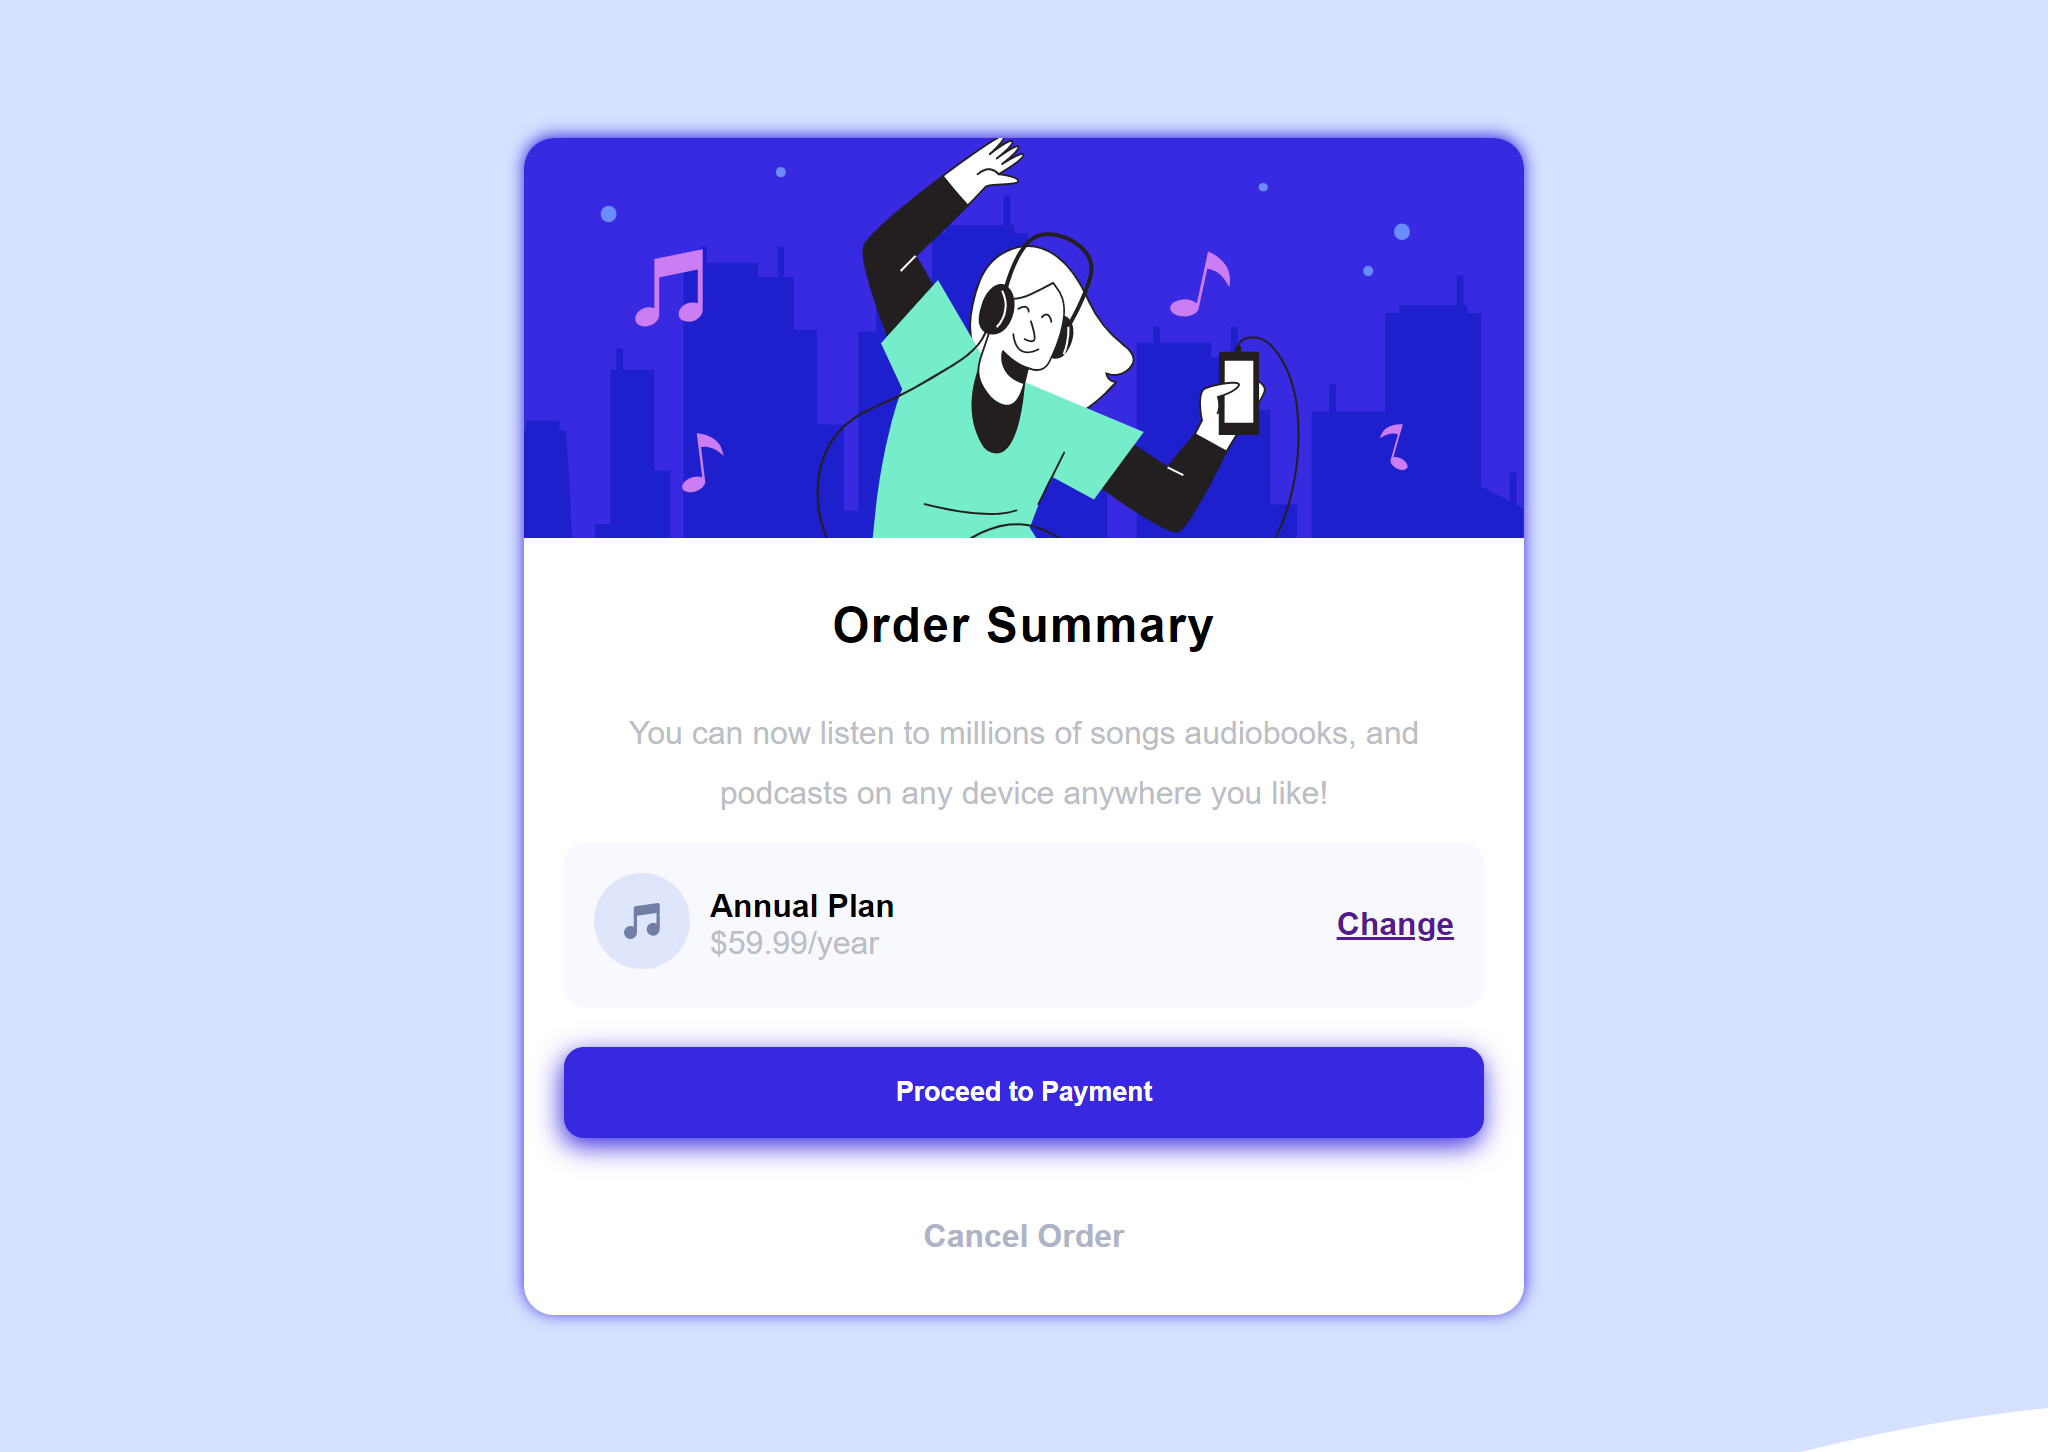 Order Summary
You can now listen to millions of songs audiobooks, and
podcasts on any device anywhere you like!
Annual Plan
$59.99/year
Change
Proceed to Payment
Cancel Order